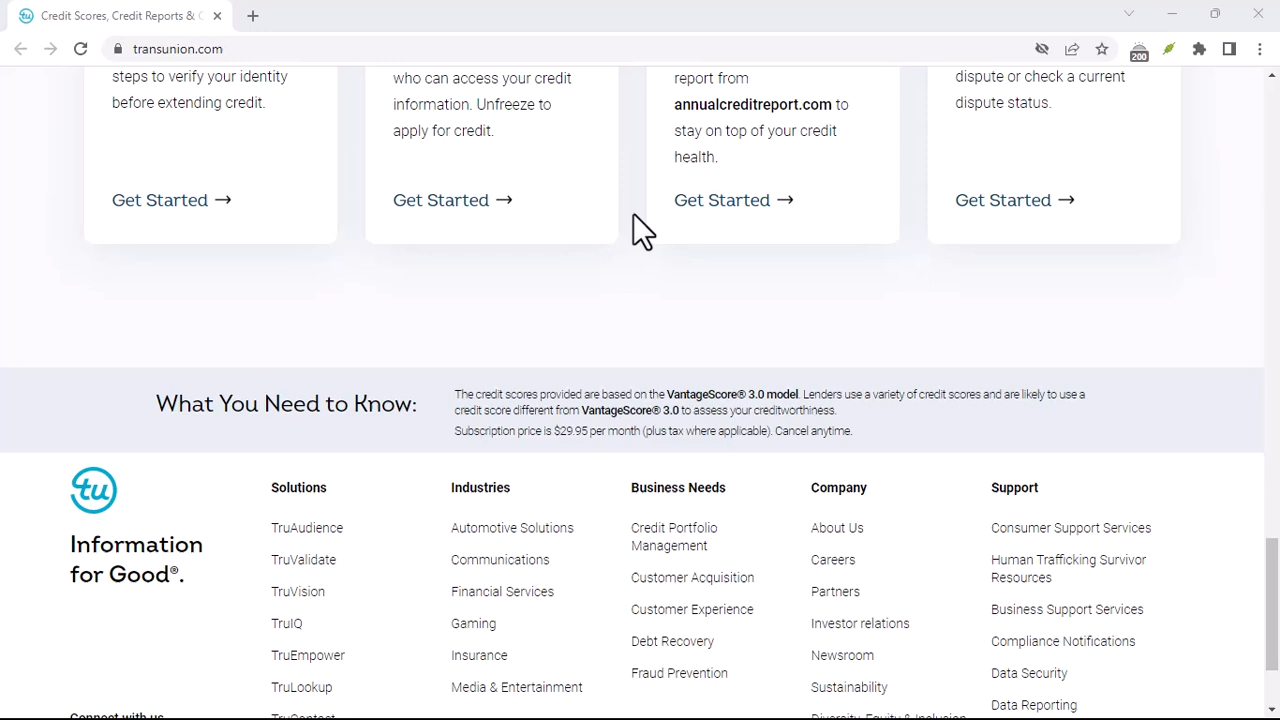 Credit Scores, Credit Reports &
transunion.com
200
steps to verify your identity
before extending credit.
Get Started →
who can access your credit
information. Unfreeze to
apply for credit.
Get Started →
report from
annualcreditreport.com to
stay on top of your credit
health.
Get Started →
dispute or check a current
dispute status.
Get Started →
What You Need to Know:
The credit scores provided are based on the VantageScore® 3.0 model. Lenders use a variety of credit scores and are likely to use a
credit score different from VantageScore® 3.0 to assess your creditworthiness.
Subscription price is $29.95 per month (plus tax where applicable). Cancel anytime.
tu
Information
for Good®.
Connect with us
Solutions
TruAudience
TruValidate
TruVision
TruIQ
TruEmpower
TruLookup
TruContact
Industries
Automotive Solutions
Communications
Financial Services
Gaming
Insurance
Media & Entertainment
Business Needs
Credit Portfolio
Management
Customer Acquisition
Customer Experience
Debt Recovery
Fraud Prevention
Company
About Us
Careers
Partners
Investor relations
Newsroom
Sustainability
Diversity, Equity & Inclusion
Support
Consumer Support Services
Human Trafficking Survivor
Resources
Business Support Services
Compliance Notifications
Data Security
Data Reporting